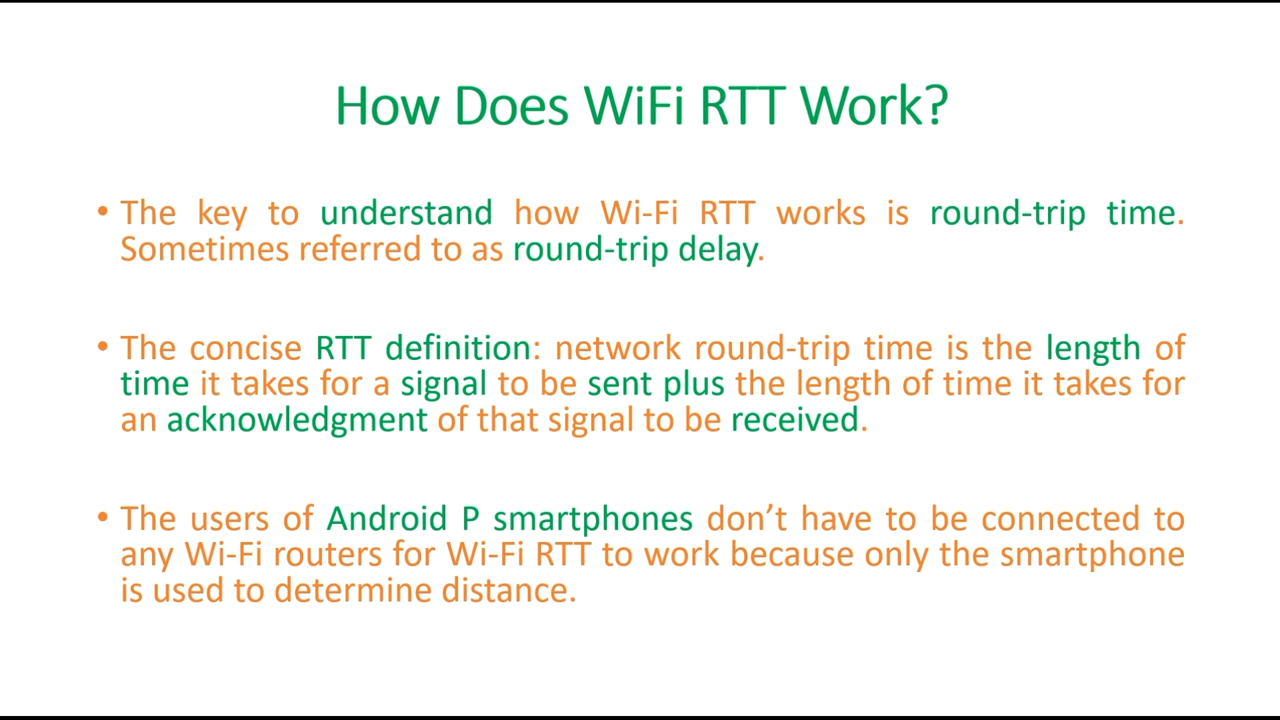 How Does WiFi RTT Work?
• The key to understand how Wi-Fi RTT works is round-trip time.
Sometimes referred to as round-trip delay.
• The concise RTT definition: network round-trip time is the length of
time it takes for a signal to be sent plus the length of time it takes for
an acknowledgment of that signal to be received.
• The users of Android P smartphones don’t have to be connected to
any Wi-Fi routers for Wi-Fi RTT to work because only the smartphone
is used to determine distance.